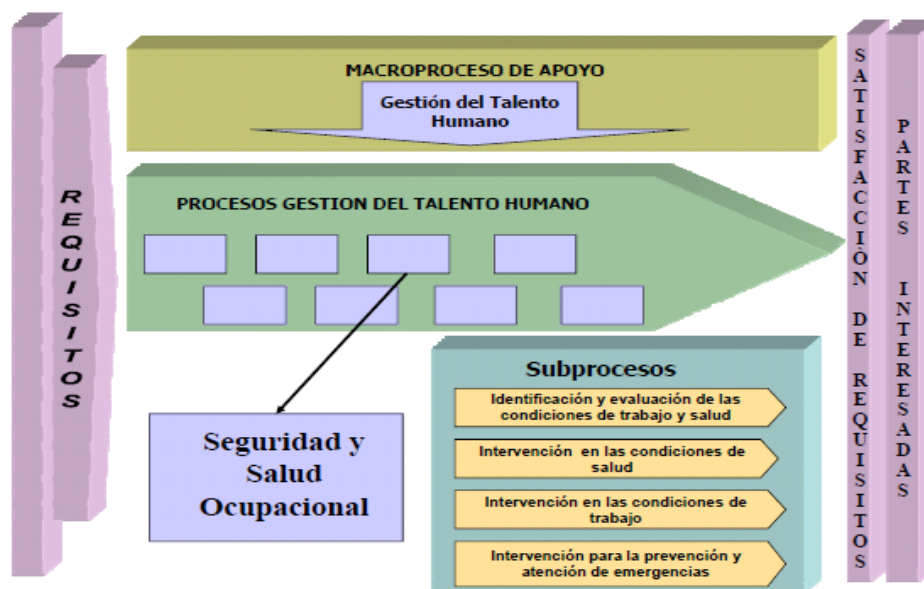 REQUISITOS
MACROPROCESO DE APOYO
Gestión del Talento
Humano
PROCESOS GESTION DEL TALENTO HUMANO
Seguridad y
Salud
Ocupacional
Subprocesos
Identificación y evaluación de las
condiciones de trabajo y salud
Intervención en las condiciones de
salud
Intervención en las condiciones de
trabajo
Intervención para la prevención y
atención de emergencias
SATISFACCIÒN DE REQUISITOS
PARTES INTERESADAS